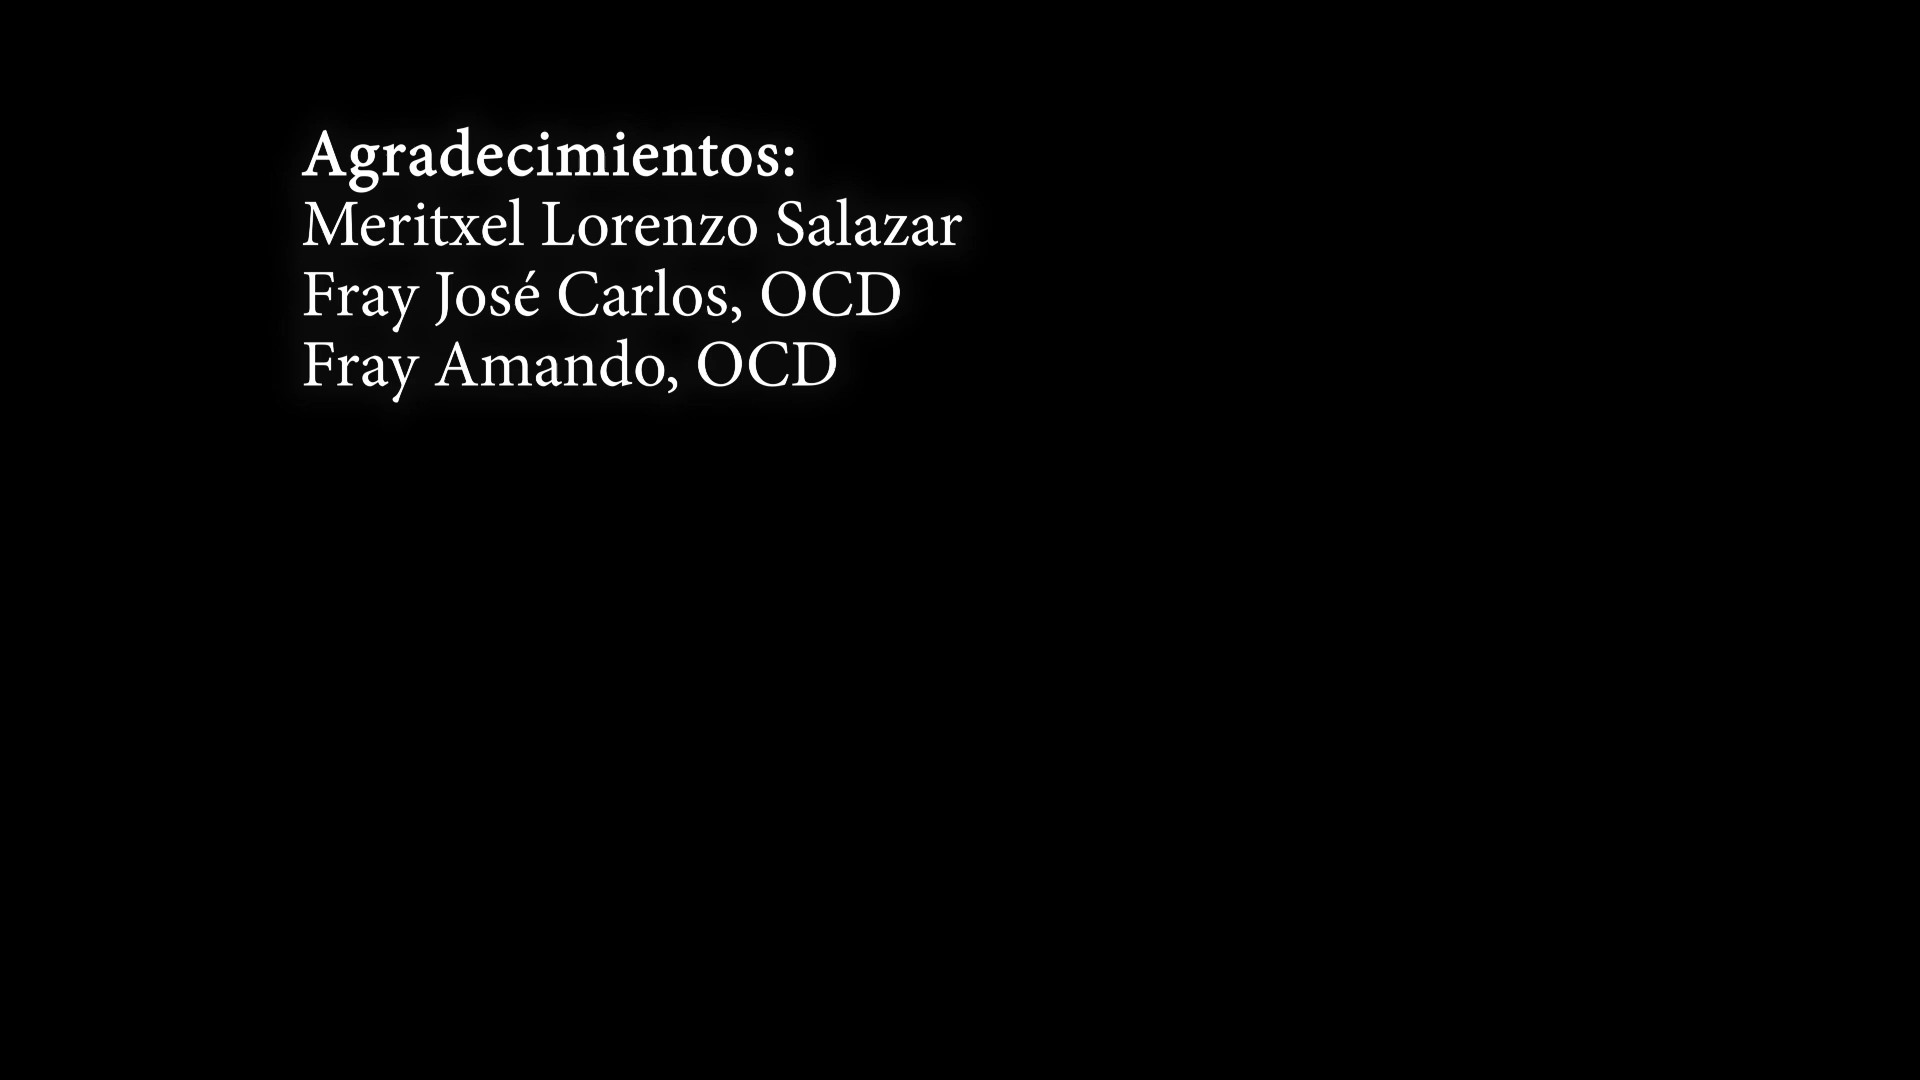 Agradecimientos:
Meritxel Lorenzo Salazar
Fray José Carlos, OCD
Fray Amando, OCD